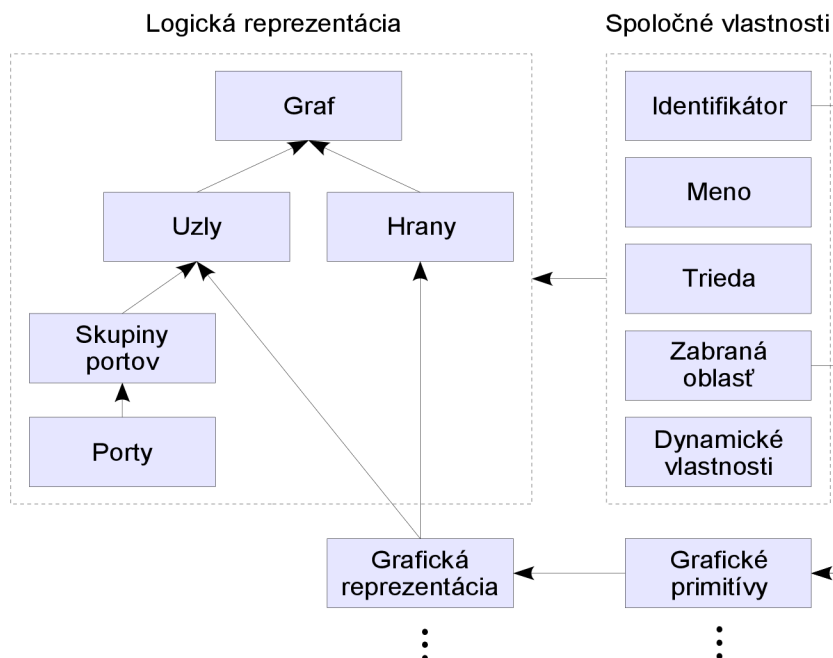 Logická reprezentácia
Spoločné vlastnosti
Graf
Uzly
Hrany
Skupiny
portov
Porty
Identifikátor
Meno
Trieda
Zabraná
oblasť
Dynamické
vlastnosti
Grafická
reprezentácia
Grafické
primitívy